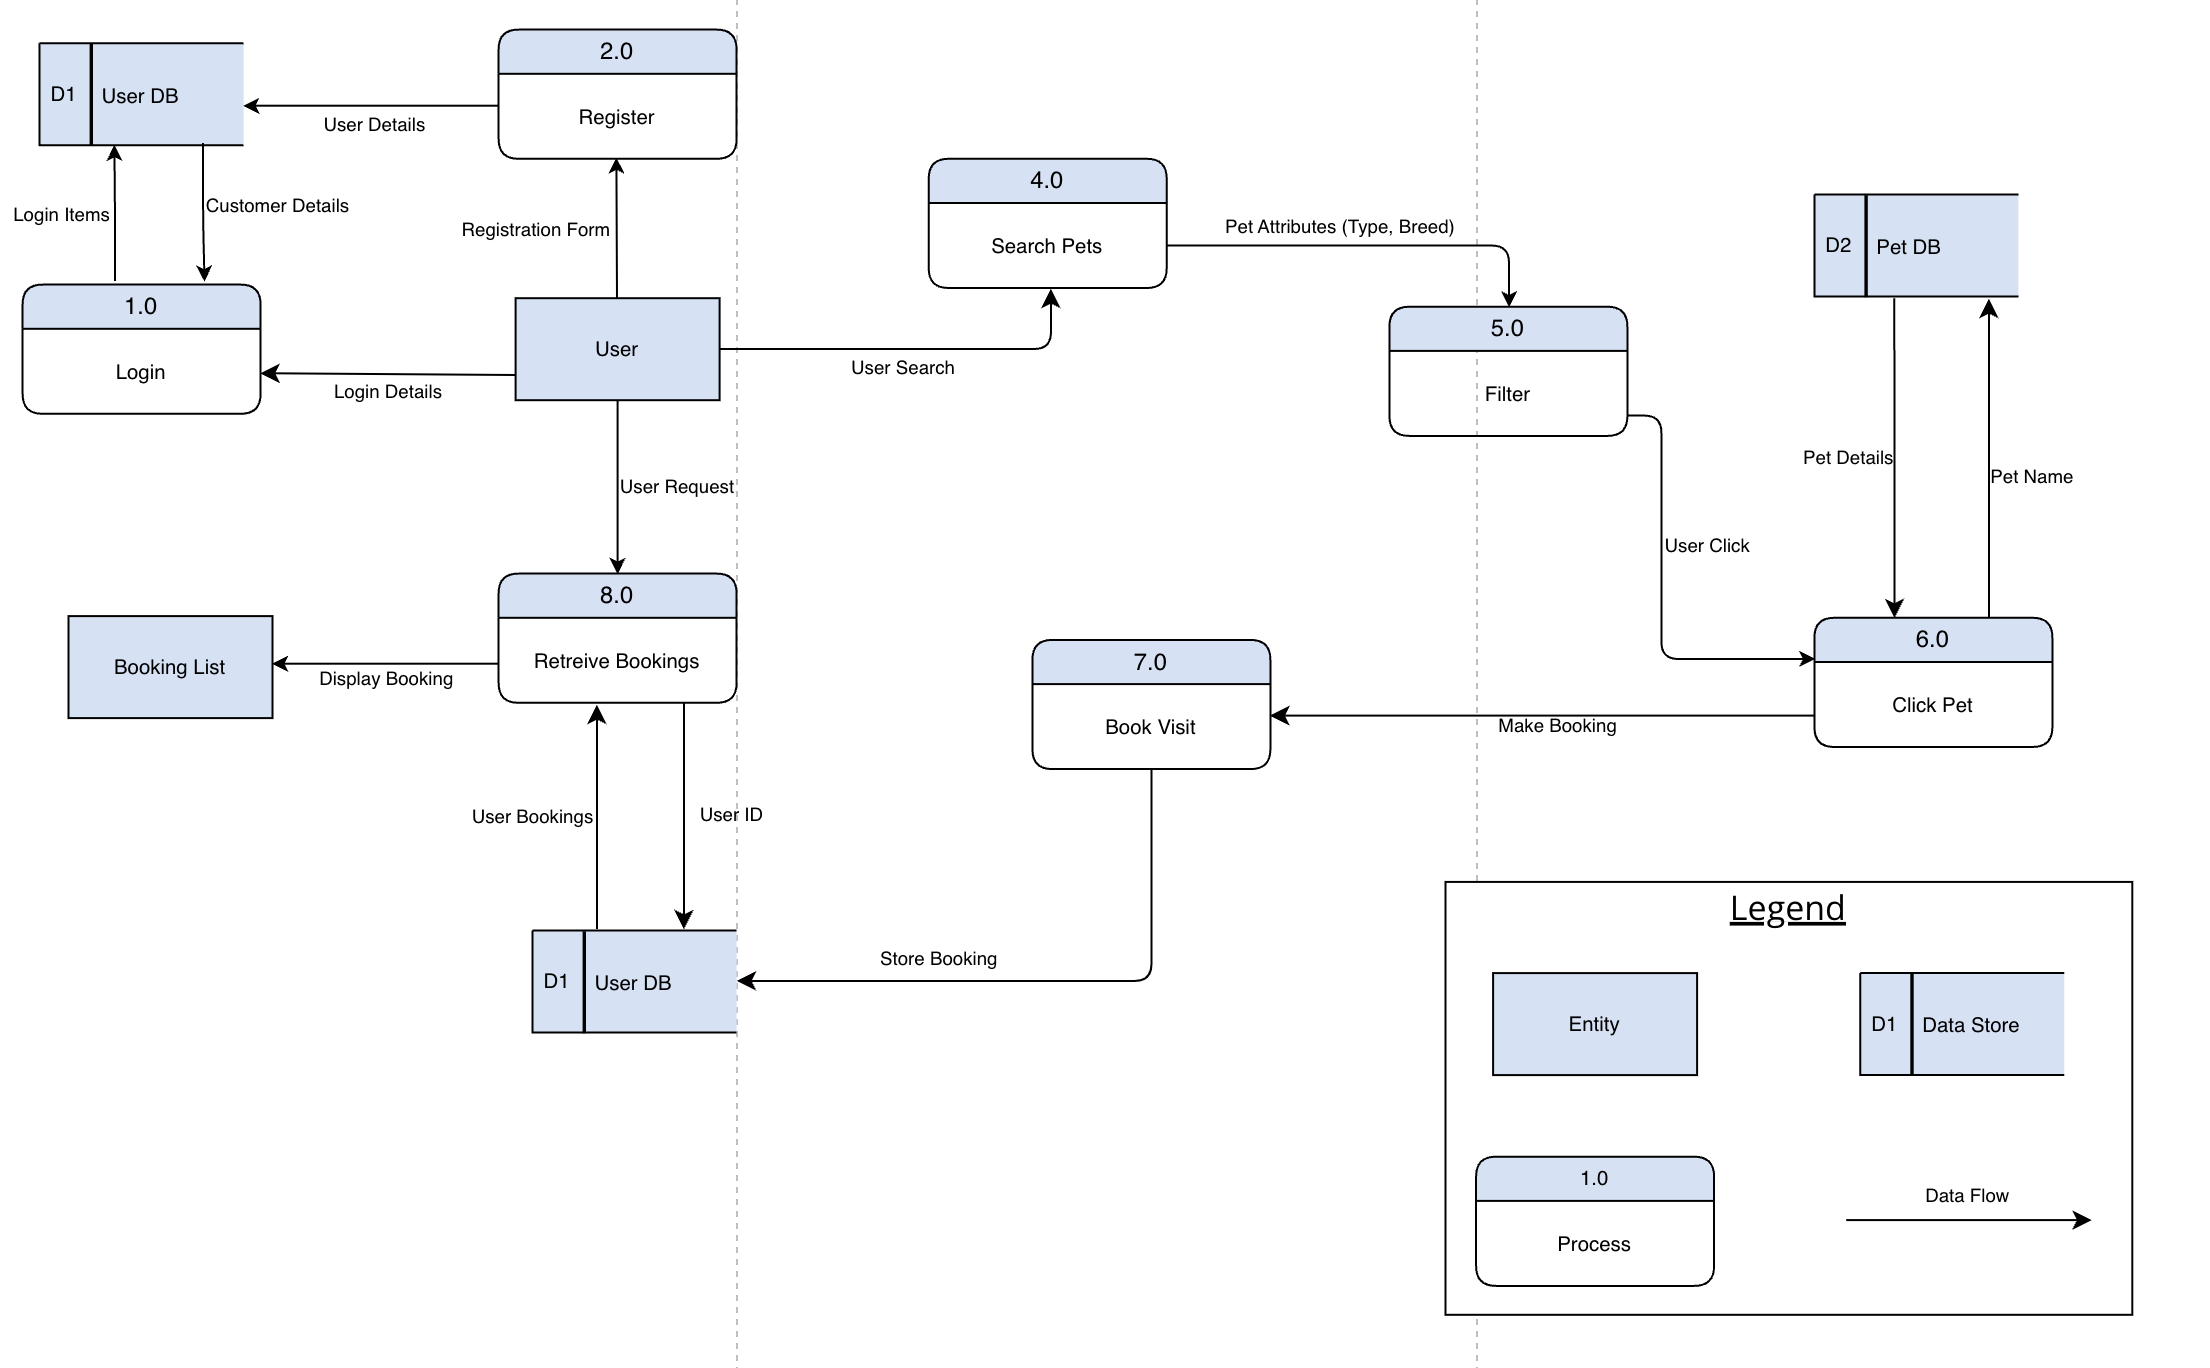 2.0
Register
D1
User DB
User Details
Login Items
Customer Details
Registration Form
1.0
Login
Login Details
User
User Search
4.0
Search Pets
Pet Attributes (Type, Breed)
5.0
Filter
D2
Pet DB
Pet Details
Pet Name
User Click
User Request
8.0
Retreive Bookings
Booking List
Display Booking
7.0
Book Visit
6.0
Click Pet
Make Booking
User Bookings
User ID
D1
User DB
Store Booking
Legend
Entity
D1
Data Store
1.0
Process
Data Flow